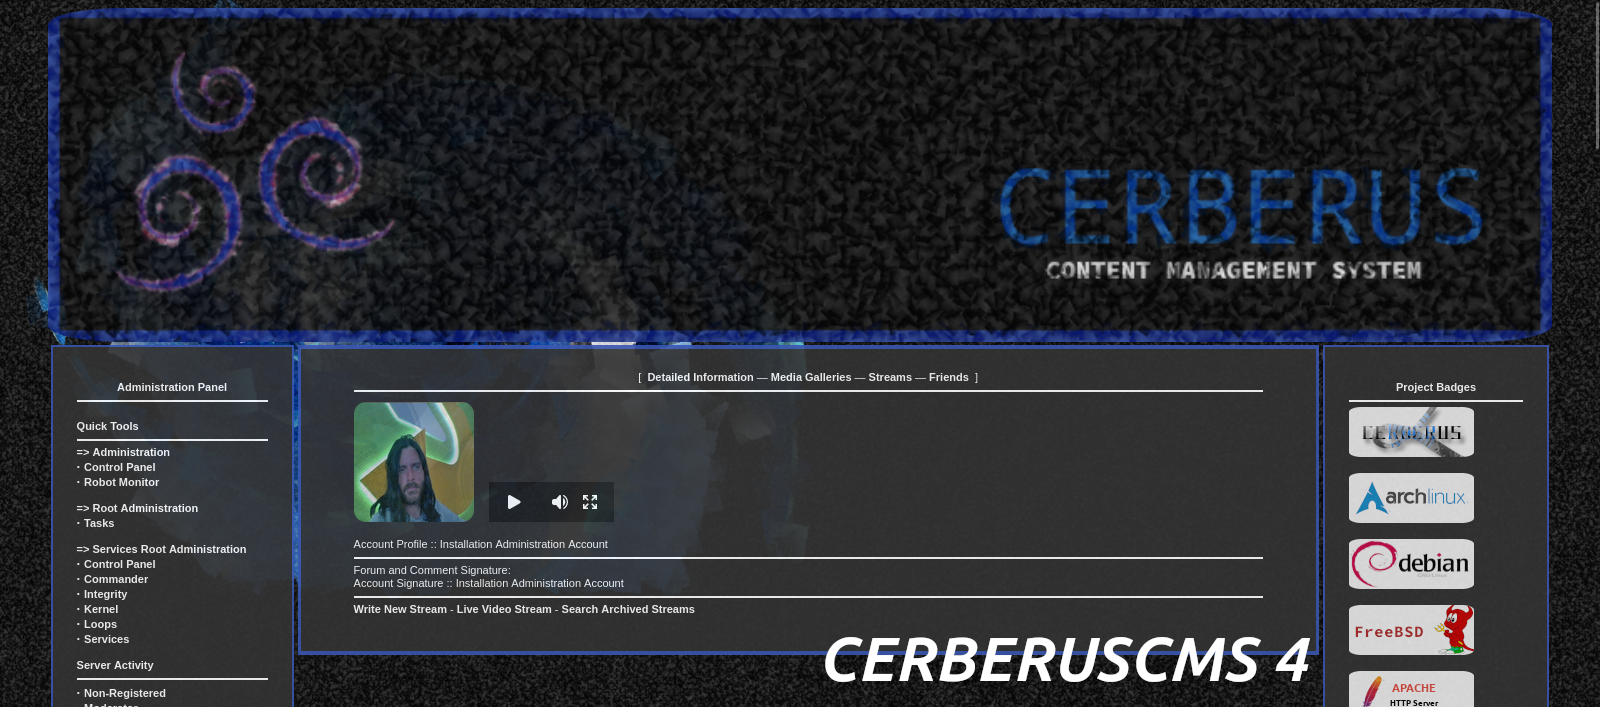 CERBERUS
CONTENT MANAGEMENT SYSTEM
Administration Panel
Quick Tools
=> Administration
· Control Panel
· Robot Monitor
=> Root Administration
· Tasks
=> Services Root Administration
· Control Panel
· Commander
· Integrity
· Kernel
· Loops
· Services
Server Activity
· Non-Registered
· Moderates
[ Detailed Information — Media Galleries — Streams — Friends ]
Account Profile :: Installation Administration Account
Forum and Comment Signature:
Account Signature :: Installation Administration Account
Write New Stream - Live Video Stream - Search Archived Streams
CERBERUSCMS 4
Project Badges
CERBERUS
archlinux
debian
FreeBSD
APACHE
HTTP Server